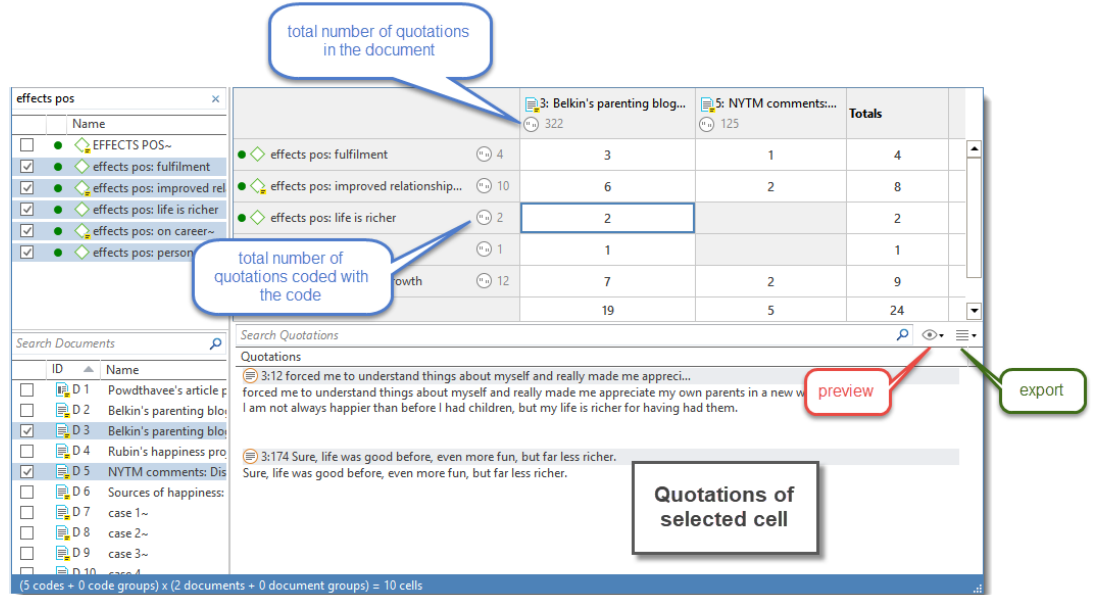 total number of quotations
in the document
effects pos ×
Name
EFFECTS POS~
effects pos: fulfilment
effects pos: improved rel
effects pos: life is richer
effects pos: on career~
effects pos: person
3: Belkin's parenting blog...
322
5: NYTM comments:...
125
Totals
effects pos: fulfilment 4 3 1 4
effects pos: improved relationship... 10 6 2 8
effects pos: life is richer 2 2 2
1 1 1
owth 12 7 2 9
19 5 24
total number of
quotations coded with
the code
Search Documents
ID Name
D 1 Powdthavee's article p
D 2 Belkin's parenting blo
D 3 Belkin's parenting blo
D 4 Rubin's happiness pro
D 5 NYTM comments: Dis
D 6 Sources of happiness:
D 7 case 1~
D 8 case 2~
D 9 case 3~
D 10 case 4
Search Quotations
Quotations
3:12 forced me to understand things about myself and really made me appreci...
forced me to understand things about myself and really made me appreciate my own parents in a new w
I am not always happier than before I had children, but my life is richer for having had them.
3:174 Sure, life was good before, even more fun, but far less richer.
Sure, life was good before, even more fun, but far less richer.
preview
export
Quotations of
selected cell
(5 codes + 0 code groups) x (2 documents + 0 document groups) = 10 cells